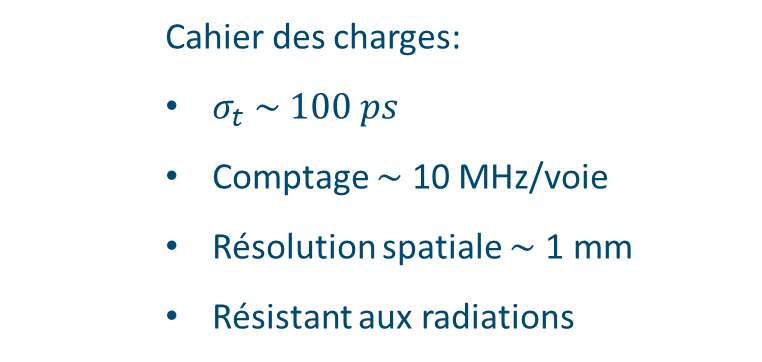 Cahier des charges:
• σₜ ~ 100 ps
• Comptage ~ 10 MHz/voie
• Résolution spatiale ~ 1 mm
• Résistant aux radiations